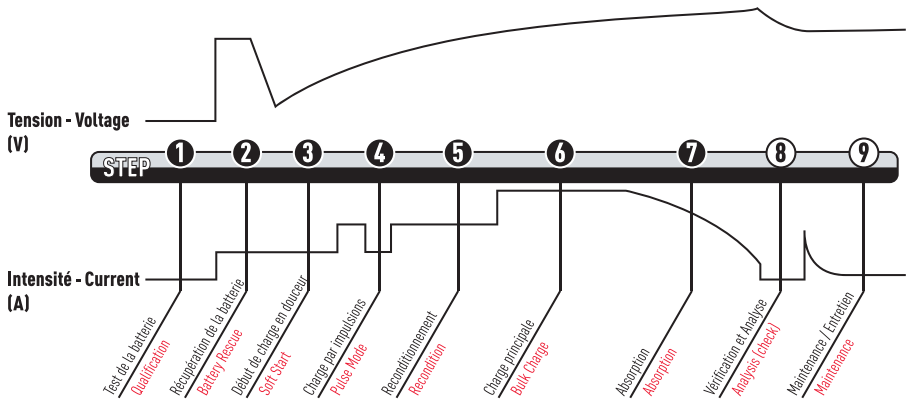 Tension - Voltage
(V)
STEP
1
2
3
4
5
6
7
8
9
Intensité - Current
(A)
Test de la batterie
Qualification
Récupération de la batterie
Battery Rescue
Début de charge en douceur
Soft Start
Charge par impulsions
Pulse Mode
Reconditionnement
Recondition
Charge principale
Bulk Charge
Absorption
Absorption
Vérification et Analyse
Analysis (check)
Maintenance / Entretien
Maintenance